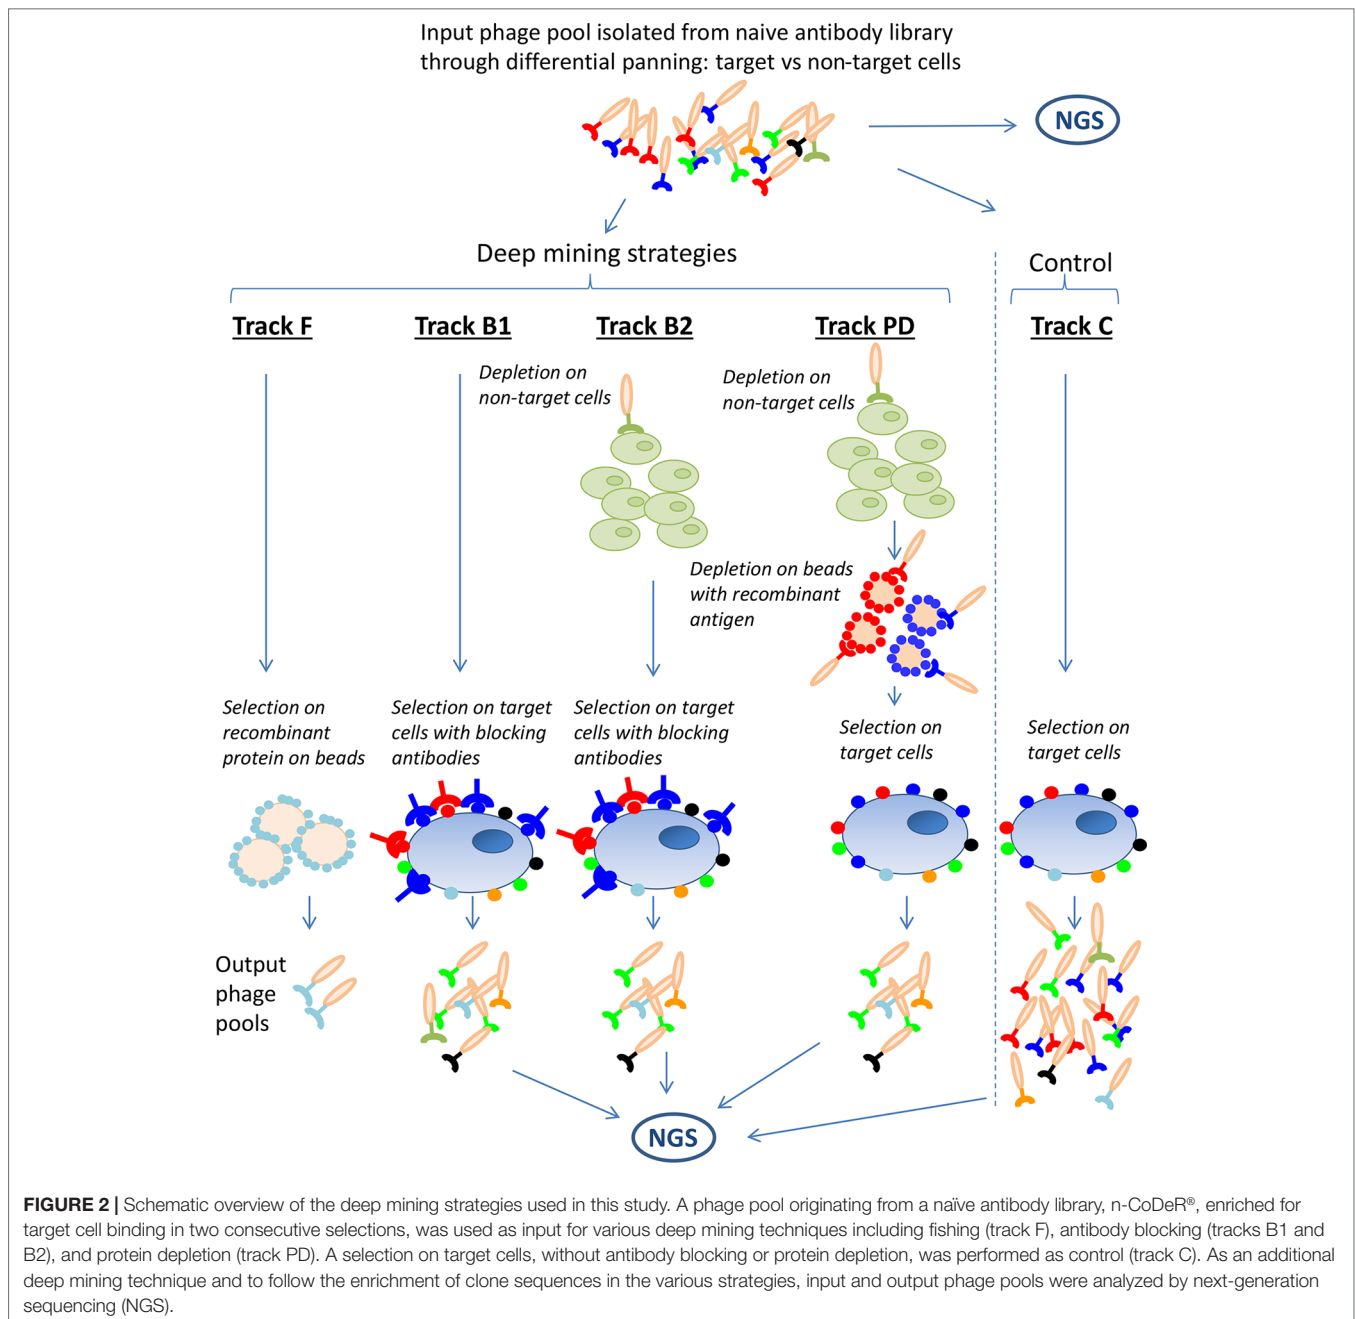 Input phage pool isolated from naive antibody library
through differential panning: target vs non-target cells
NGS
Deep mining strategies
Control
Track F
Track B1
Track B2
Track PD
Track C
Depletion on
non-target cells
Depletion on
non-target cells
Depletion on beads
with recombinant
antigen
Selection on
recombinant
protein on beads
Selection on target
cells with blocking
antibodies
Selection on target
cells with blocking
antibodies
Selection on
target cells
Selection on
target cells
Output
phage
pools
NGS
FIGURE 2 | Schematic overview of the deep mining strategies used in this study. A phage pool originating from a naïve antibody library, n-CoDeR®, enriched for
target cell binding in two consecutive selections, was used as input for various deep mining techniques including fishing (track F), antibody blocking (tracks B1 and
B2), and protein depletion (track PD). A selection on target cells, without antibody blocking or protein depletion, was performed as control (track C). As an additional
deep mining technique and to follow the enrichment of clone sequences in the various strategies, input and output phage pools were analyzed by next-generation
sequencing (NGS).